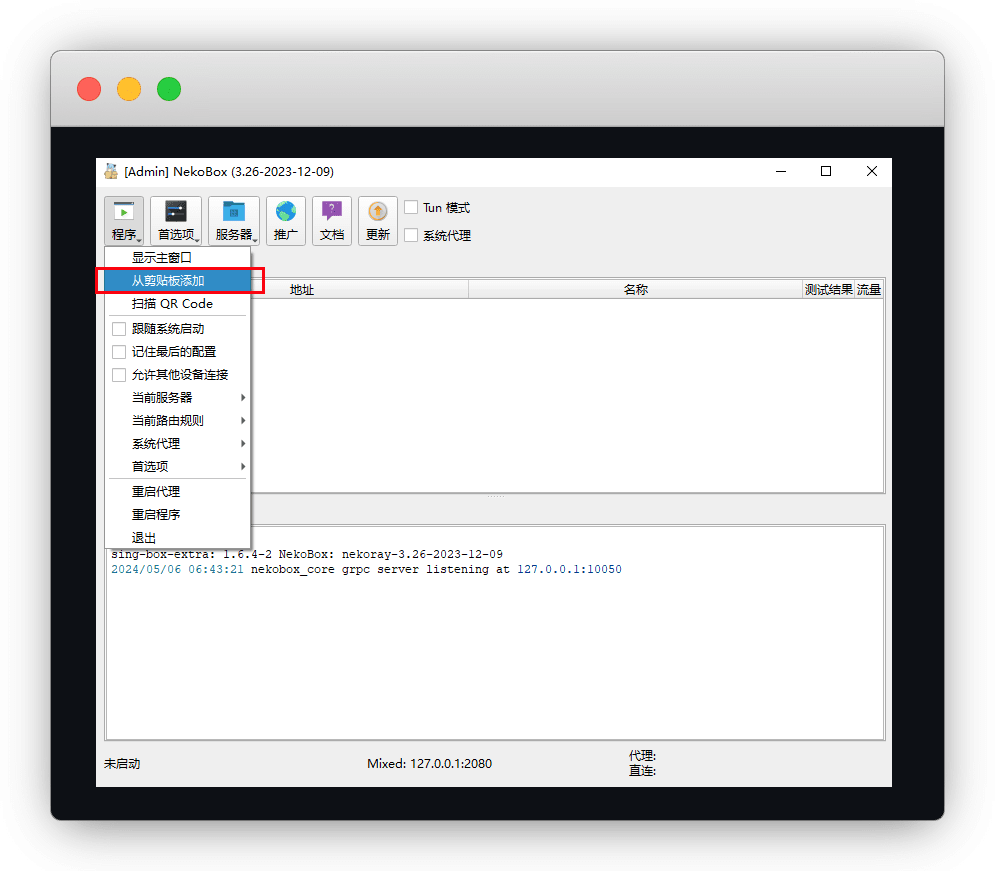 [Admin] NekoBox (3.26-2023-12-09)
程序 首选项 服务器 推广 文档 更新
Tun 模式
系统代理
显示主窗口
从剪贴板添加
扫描 QR Code
跟随系统启动
记住最后的配置
允许其他设备连接
当前服务器
当前路由规则
系统代理
首选项
重启代理
重启程序
退出
地址 名称 测试结果 流量
sing-box-extra: 1.6.4-2 NekoBox: nekoray-3.26-2023-12-09
2024/05/06 06:43:21 nekobox_core grpc server listening at 127.0.0.1:10050
未启动
Mixed: 127.0.0.1:2080
代理:
直连: